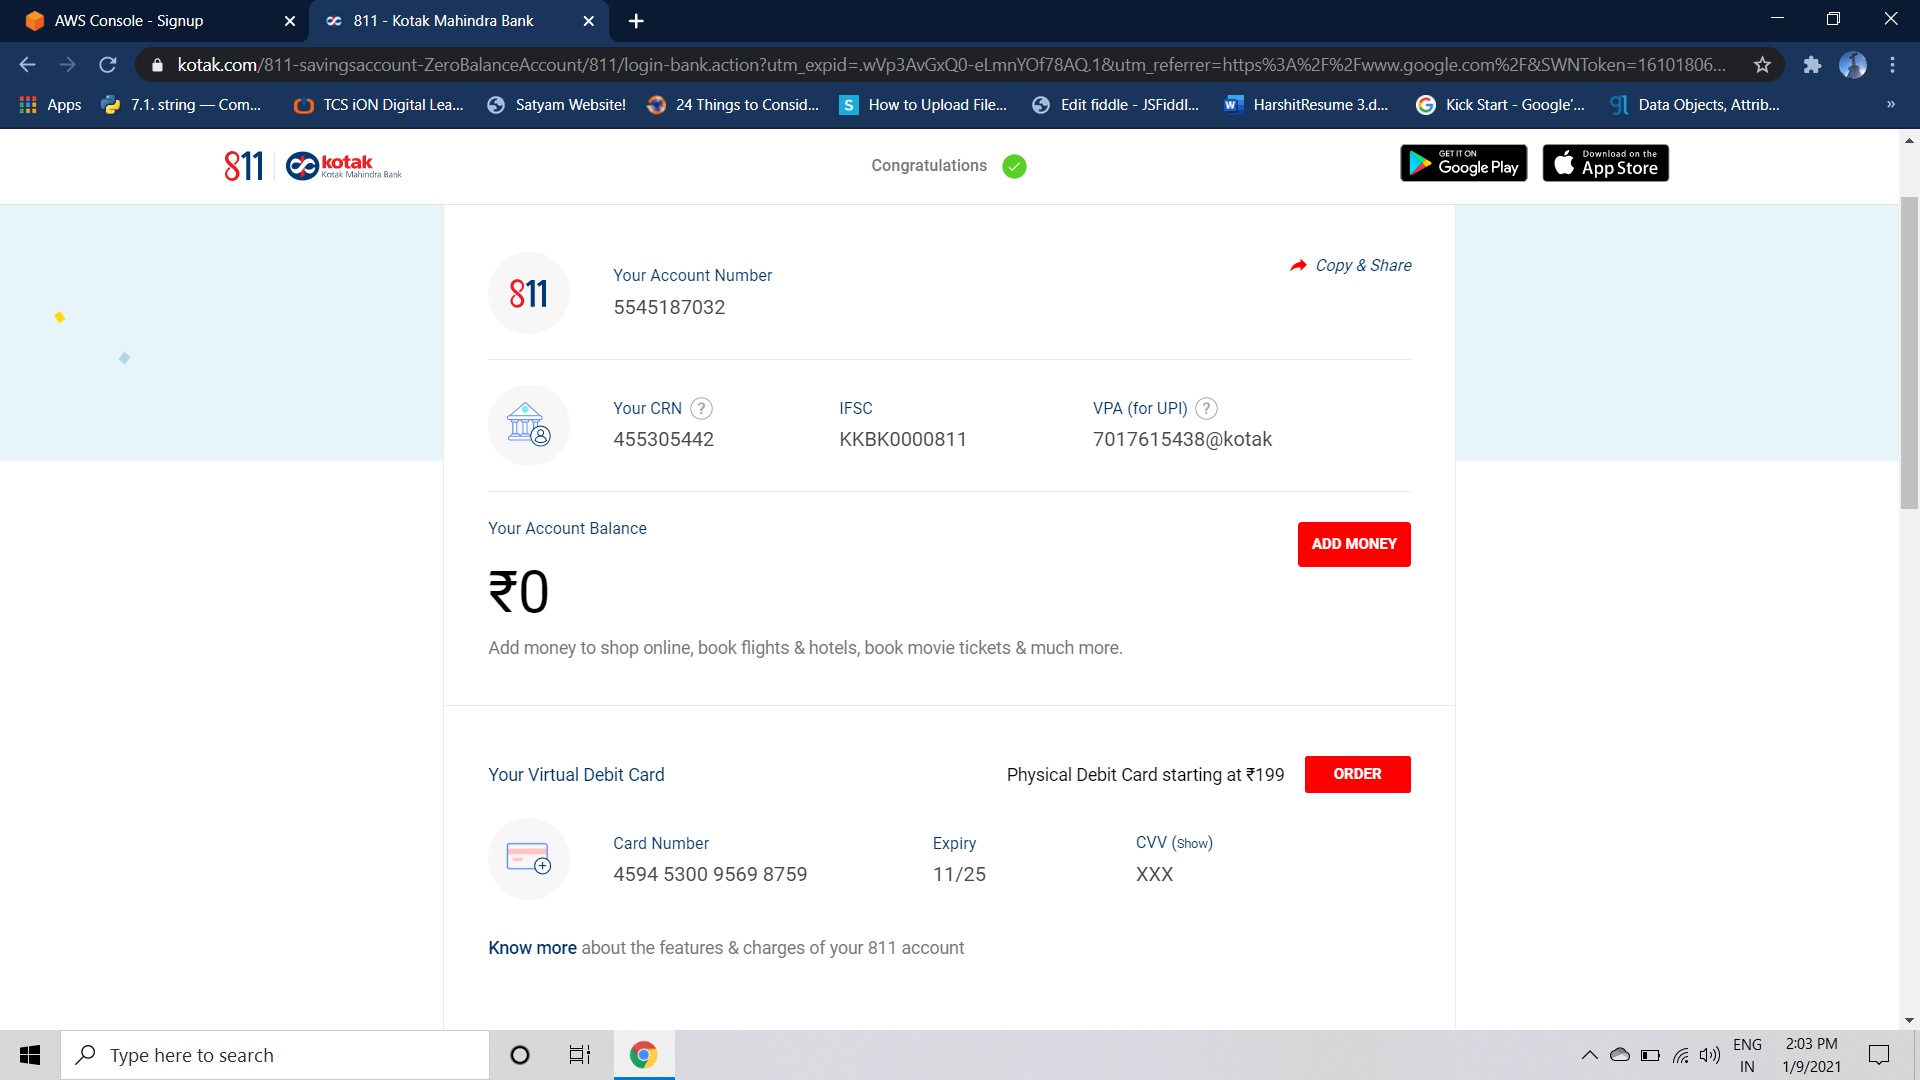 AWS Console - Signup
811 - Kotak Mahindra Bank
kotak.com/811-savingsaccount-ZeroBalanceAccount/811/login-bank.action?utm_expid=.wVp3AvGxQ0-eLmnYOf78AQ.1&utm_referrer=https%3A%2F%2Fwww.google.com%2F&SWNToken=16101806...
Apps 7.1. string — Com... TCS iON Digital Lea... Satyam Website! 24 Things to Consid... How to Upload File... Edit fiddle - JSFiddl... HarshitResume 3.d... Kick Start - Google'... Data Objects, Attrib... »
811 kotak
Kotak Mahindra Bank
Congratulations
GET IT ON
Google Play
Download on the
App Store
811
Your Account Number
5545187032
Copy & Share
Your CRN ? IFSC VPA (for UPI) ?
455305442 KKBK0000811 7017615438@kotak
Your Account Balance
ADD MONEY
₹0
Add money to shop online, book flights & hotels, book movie tickets & much more.
Your Virtual Debit Card Physical Debit Card starting at ₹199 ORDER
Card Number Expiry CVV (Show)
4594 5300 9569 8759 11/25 XXX
Know more about the features & charges of your 811 account
Type here to search
ENG
IN
2:03 PM
1/9/2021